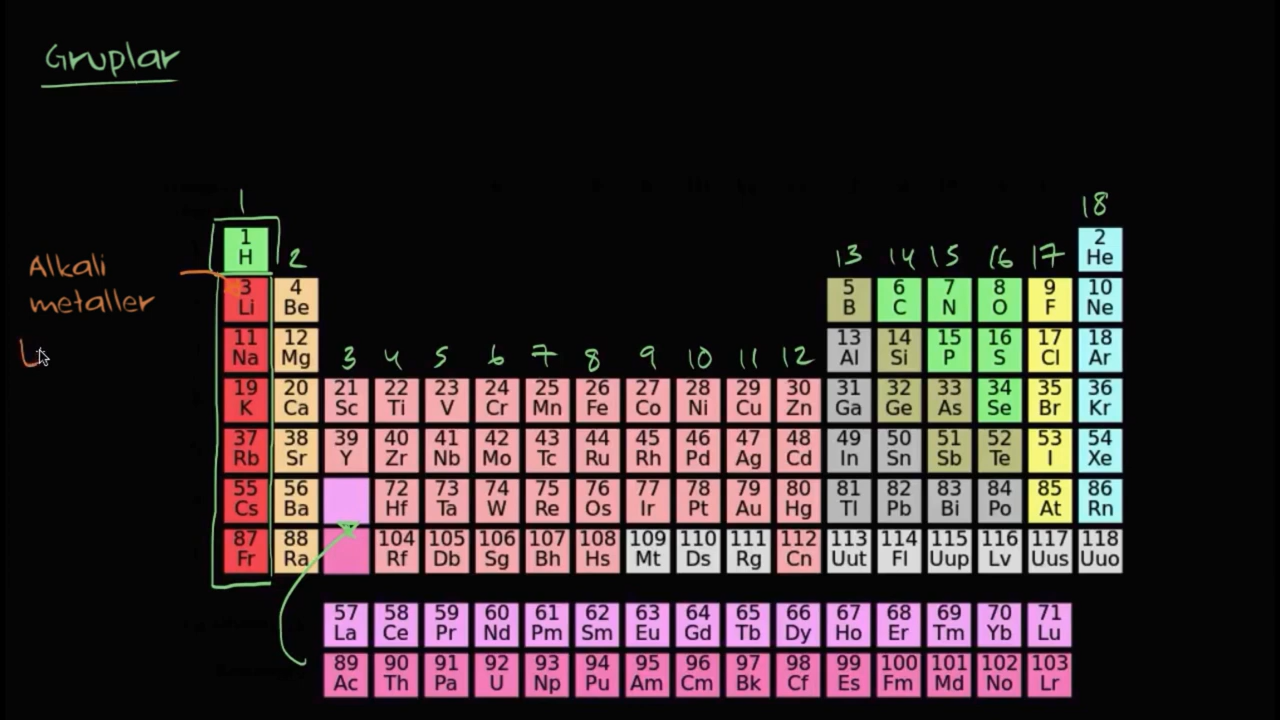 Gruplar
1 18
1 2
H 2 13 14 15 16 17 He
Alkali 3 4 5 6 7 8 9 10
metaller Li Be B C N O F Ne
11 12 13 14 15 16 17 18
Na Mg 3 4 5 6 7 8 9 10 11 12 Al Si P S Cl Ar
19 20 21 22 23 24 25 26 27 28 29 30 31 32 33 34 35 36
K Ca Sc Ti V Cr Mn Fe Co Ni Cu Zn Ga Ge As Se Br Kr
37 38 39 40 41 42 43 44 45 46 47 48 49 50 51 52 53 54
Rb Sr Y Zr Nb Mo Tc Ru Rh Pd Ag Cd In Sn Sb Te I Xe
55 56 72 73 74 75 76 77 78 79 80 81 82 83 84 85 86
Cs Ba Hf Ta W Re Os Ir Pt Au Hg Tl Pb Bi Po At Rn
87 88 104 105 106 107 108 109 110 111 112 113 114 115 116 117 118
Fr Ra Rf Db Sg Bh Hs Mt Ds Rg Cn Uut Fl Uup Lv Uus Uuo
57 58 59 60 61 62 63 64 65 66 67 68 69 70 71
La Ce Pr Nd Pm Sm Eu Gd Tb Dy Ho Er Tm Yb Lu
89 90 91 92 93 94 95 96 97 98 99 100 101 102 103
Ac Th Pa U Np Pu Am Cm Bk Cf Es Fm Md No Lr